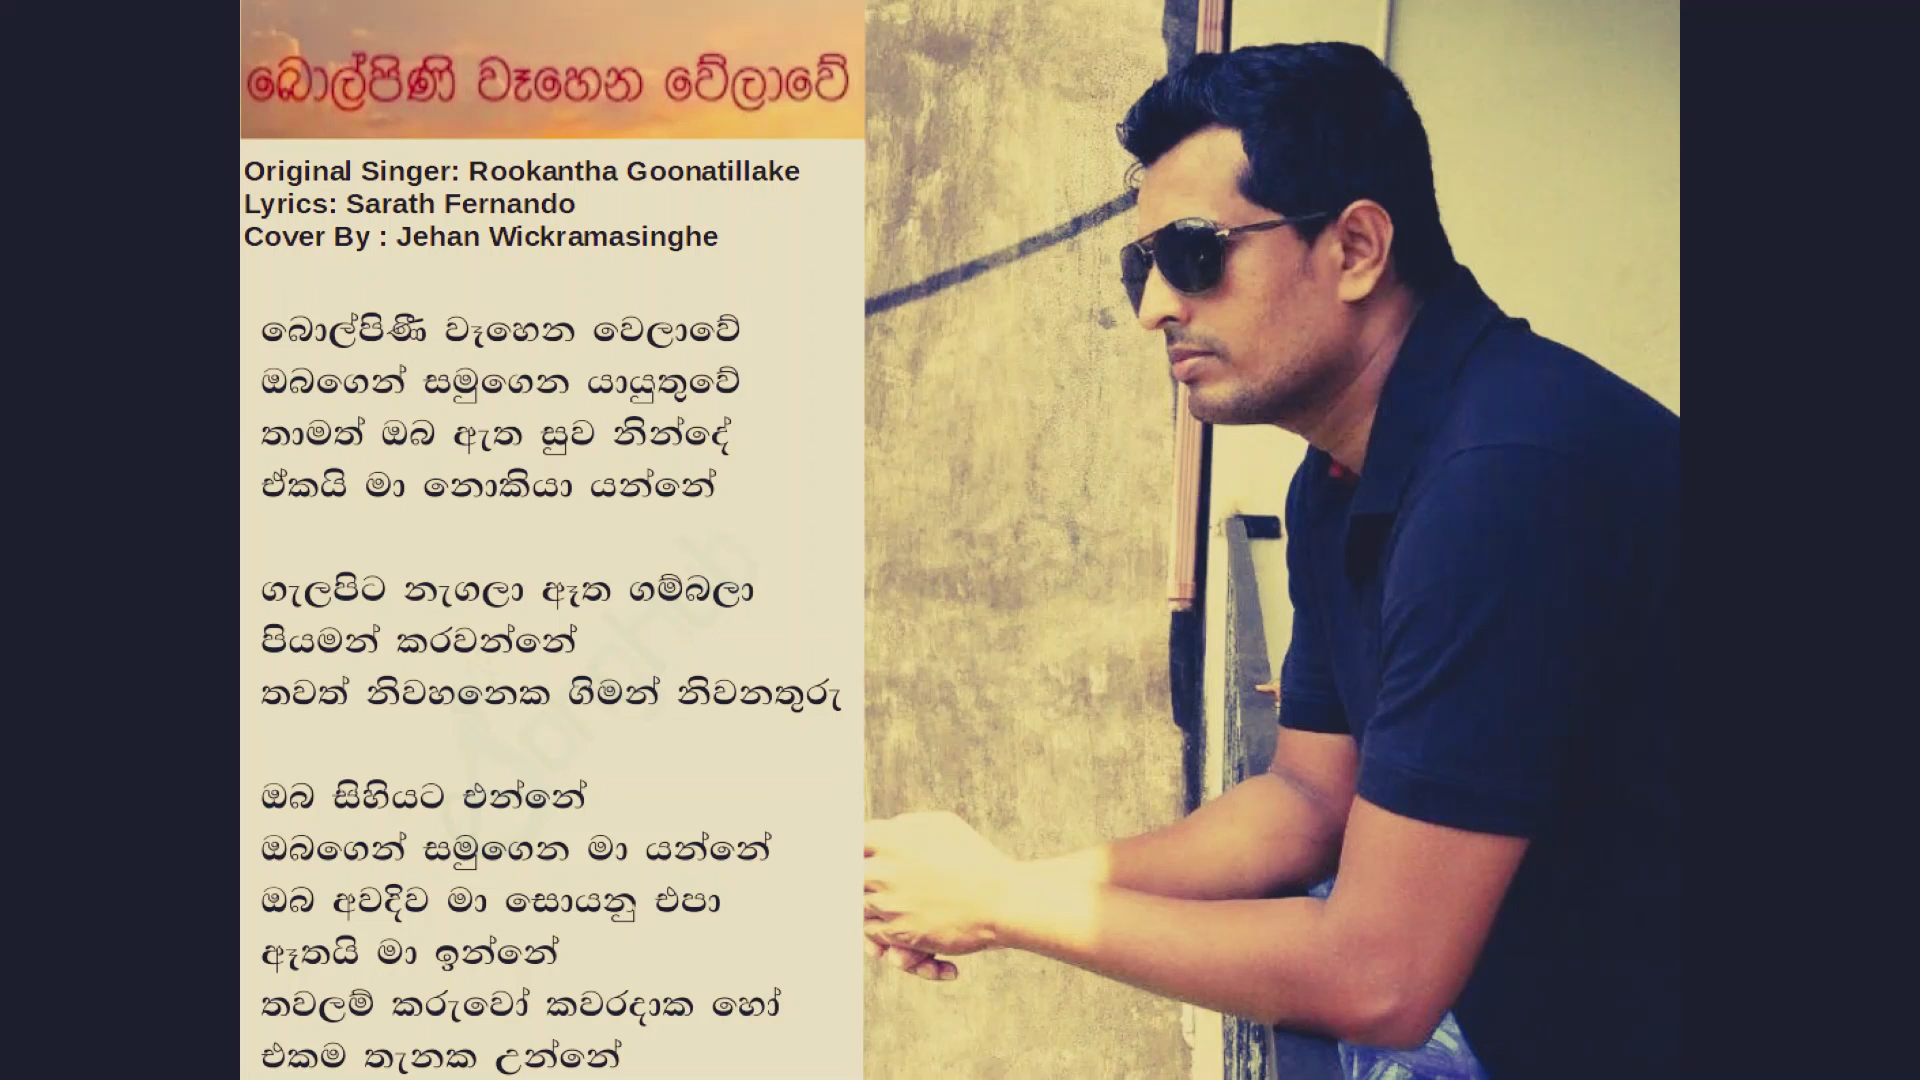 බොල්පිණි වෑහෙන වේලාවේ
Original Singer: Rookantha Goonatillake
Lyrics: Sarath Fernando
Cover By : Jehan Wickramasinghe
බොල්පිණී වෑහෙන වෙලාවේ
ඔබගෙන් සමුගෙන යායුතුවේ
තාමත් ඔබ ඇත සුව නින්දේ
ඒකයි මා නොකියා යන්නේ
ගැලපිට නැගලා ඈත ගම්බලා
පියමන් කරවන්නේ
තවත් නිවහනෙක ගිමන් නිවනතුරු
ඔබ සිහියට එන්නේ
ඔබගෙන් සමුගෙන මා යන්නේ
ඔබ අවදිව මා සොයනු එපා
ඈතයි මා ඉන්නේ
තවලම් කරුවෝ කවරදාක හෝ
එකම තැනක උන්නේ